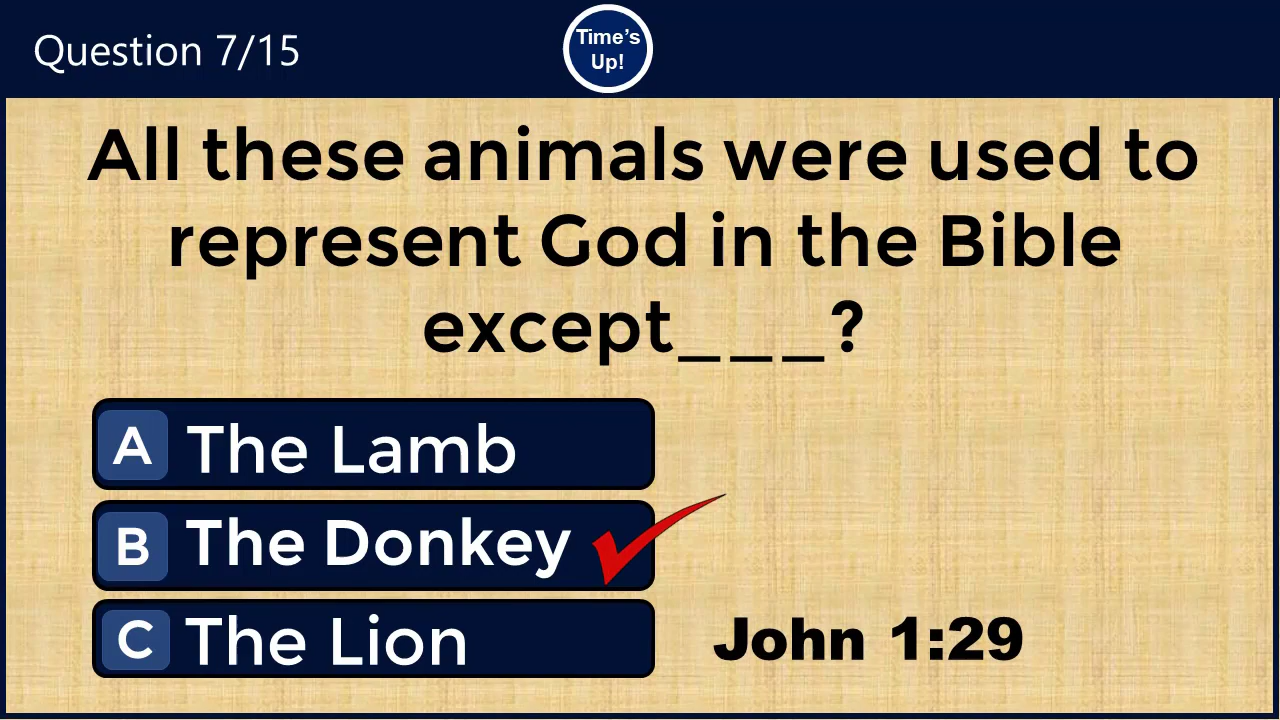 Question 7/15
Time's
Up!
All these animals were used to
represent God in the Bible
except___?
A The Lamb
B The Donkey
C The Lion
John 1:29